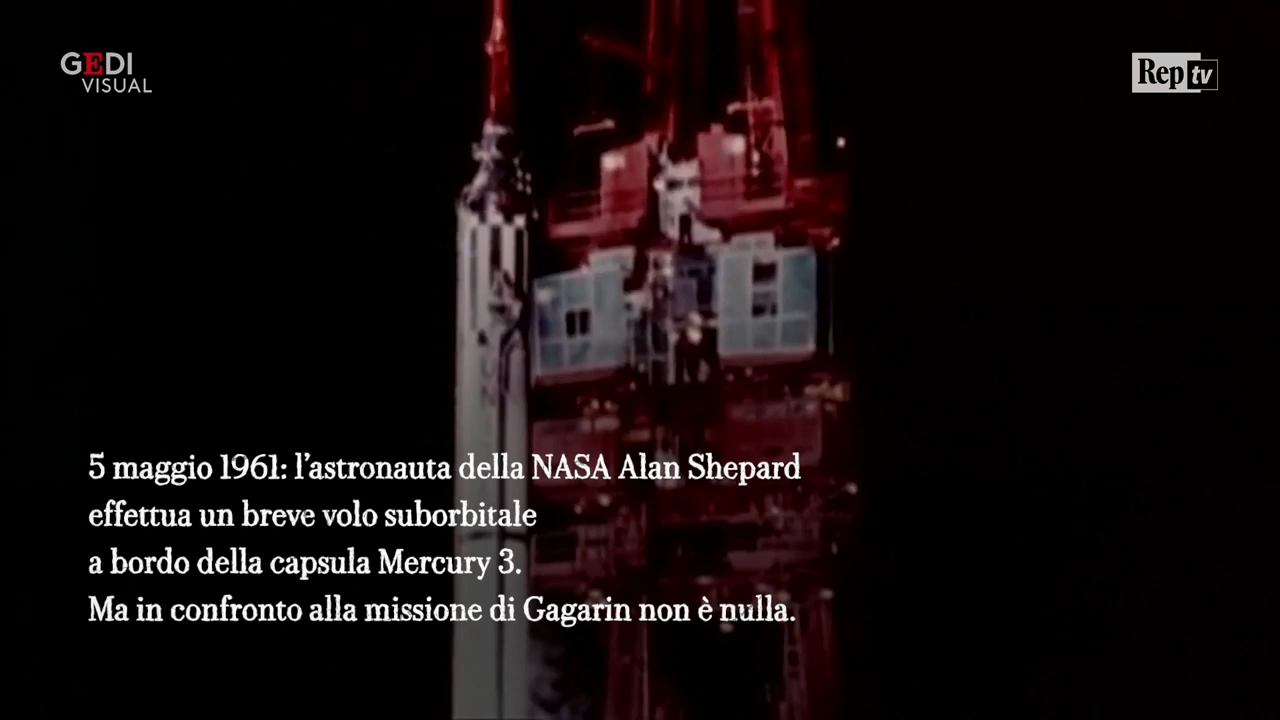 GEDI
VISUAL
Rep tv
5 maggio 1961: l'astronauta della NASA Alan Shepard
effettua un breve volo suborbitale
a bordo della capsula Mercury 3.
Ma in confronto alla missione di Gagarin non è nulla.